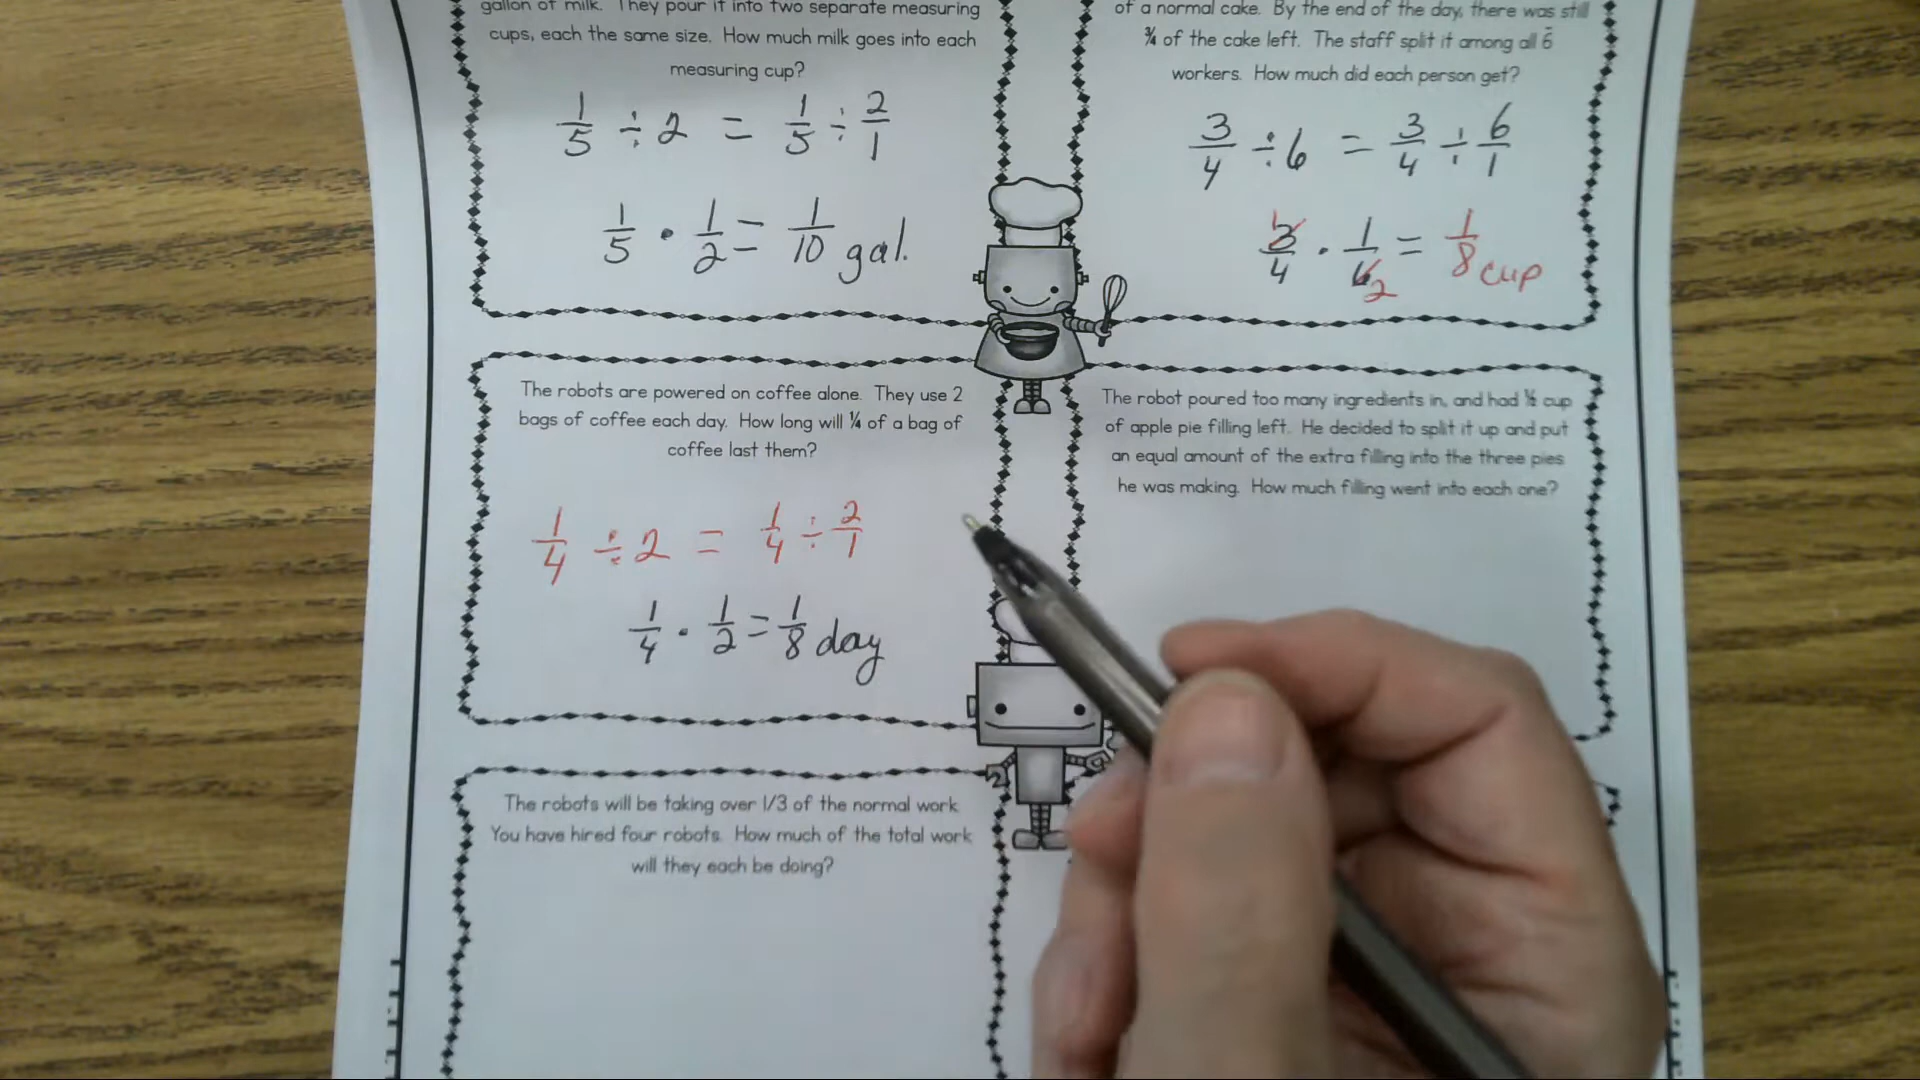 gallon of milk. They pour it into two separate measuring
cups, each the same size. How much milk goes into each
measuring cup?
1/5 ÷ 2 = 1/5 ÷ 2/1
1/5 · 1/2 = 1/10 gal.
of a normal cake. By the end of the day, there was still
¾ of the cake left. The staff split it among all 6
workers. How much did each person get?
3/4 ÷ 6 = 3/4 ÷ 6/1
3/4 1 · 1/6 2 = 1/8 cup
The robots are powered on coffee alone. They use 2
bags of coffee each day. How long will ¼ of a bag of
coffee last them?
1/4 ÷ 2 = 1/4 ÷ 2/1
1/4 · 1/2 = 1/8 day
The robot poured too many ingredients in, and had ½ cup
of apple pie filling left. He decided to split it up and put
an equal amount of the extra filling into the three pies
he was making. How much filling went into each one?
The robots will be taking over 1/3 of the normal work
You have hired four robots. How much of the total work
will they each be doing?